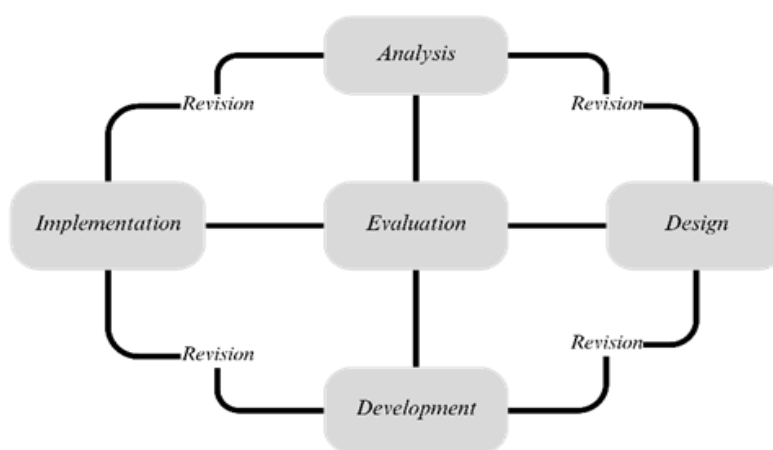 Analysis
Revision
Revision
Implementation
Evaluation
Design
Revision
Revision
Development